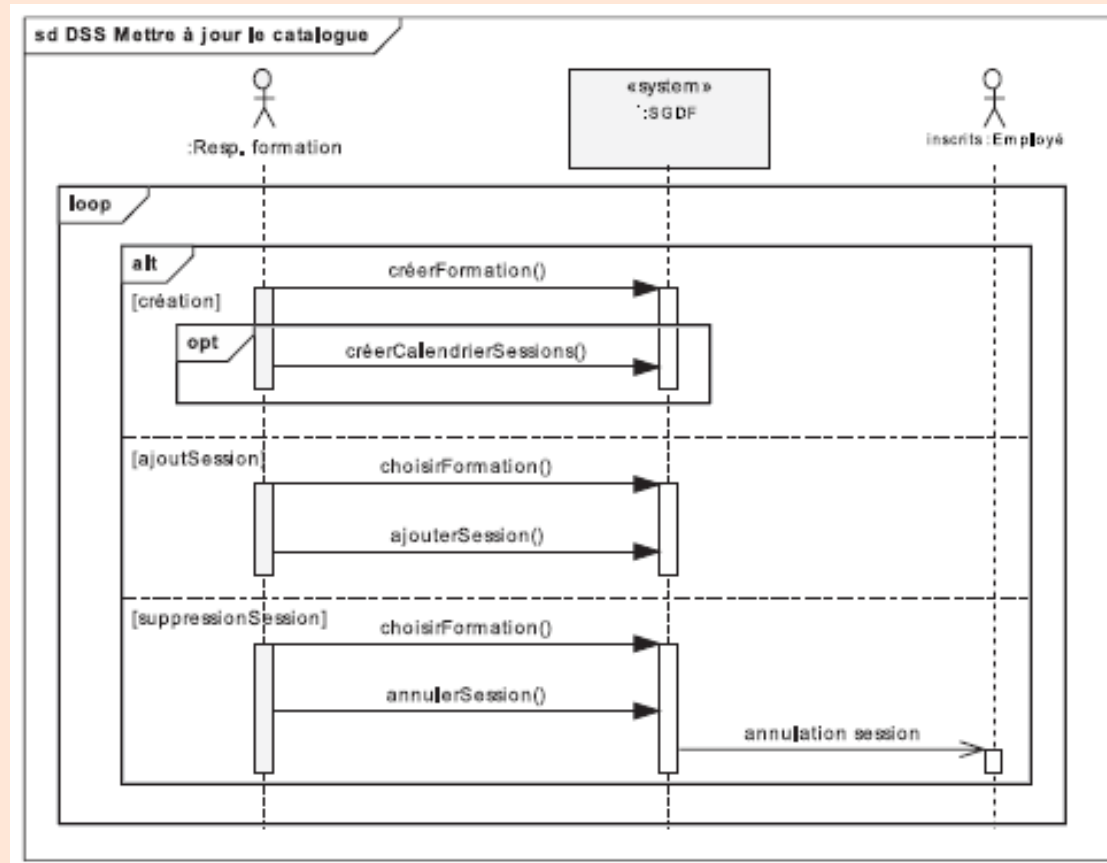 sd DSS Mettre à jour le catalogue
«system»
:SGDF
:Resp. formation
inscrits:Employé
loop
alt
créerFormation()
[création]
opt
créerCalendrierSessions()
[ajoutSession]
choisirFormation()
ajouterSession()
[suppressionSession]
choisirFormation()
annulerSession()
annulation session